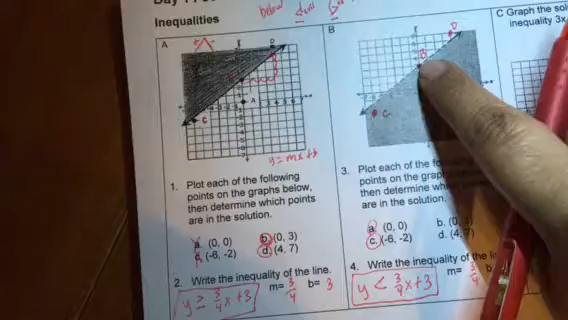 Inequalities
below
A
B
C Graph the sol
inequality 3x
D
B
A
C
y=mx+b
D
B
C
1. Plot each of the following
points on the graphs below,
then determine which points
are in the solution.
a. (0, 0) b. (0, 3)
c. (-6, -2) d. (4, 7)
2. Write the inequality of the line.
m= 3/4 b= 3
y ≥ 3/4 x+3
3. Plot each of the fo
points on the grap
then determine wh
are in the solution.
a. (0, 0) b. (0, 3)
c. (-6, -2) d. (4, 7)
4. Write the inequality of the li
m= 3/4 b
y < 3/4 x+3